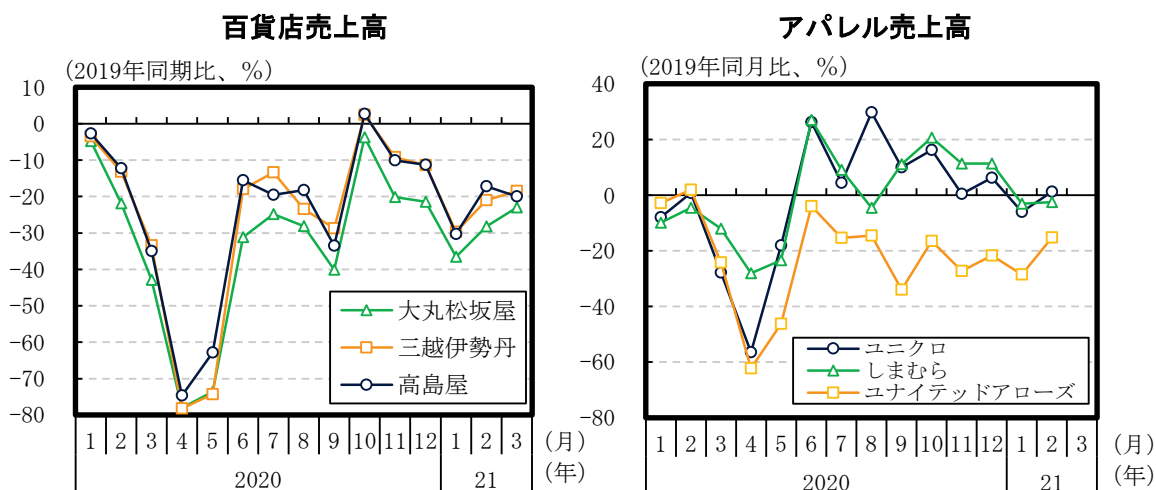 百貨店売上高
(2019年同期比、%)
10
0
-10
-20
-30
-40
-50
-60
-70
-80
大丸松坂屋
三越伊勢丹
高島屋
1 2 3 4 5 6 7 8 9 10 11 12 1 2 3 (月)
2020 21 (年)
アパレル売上高
(2019年同月比、%)
40
20
0
-20
-40
-60
-80
ユニクロ
しまむら
ユナイテッドアローズ
1 2 3 4 5 6 7 8 9 10 11 12 1 2 3 (月)
2020 21 (年)